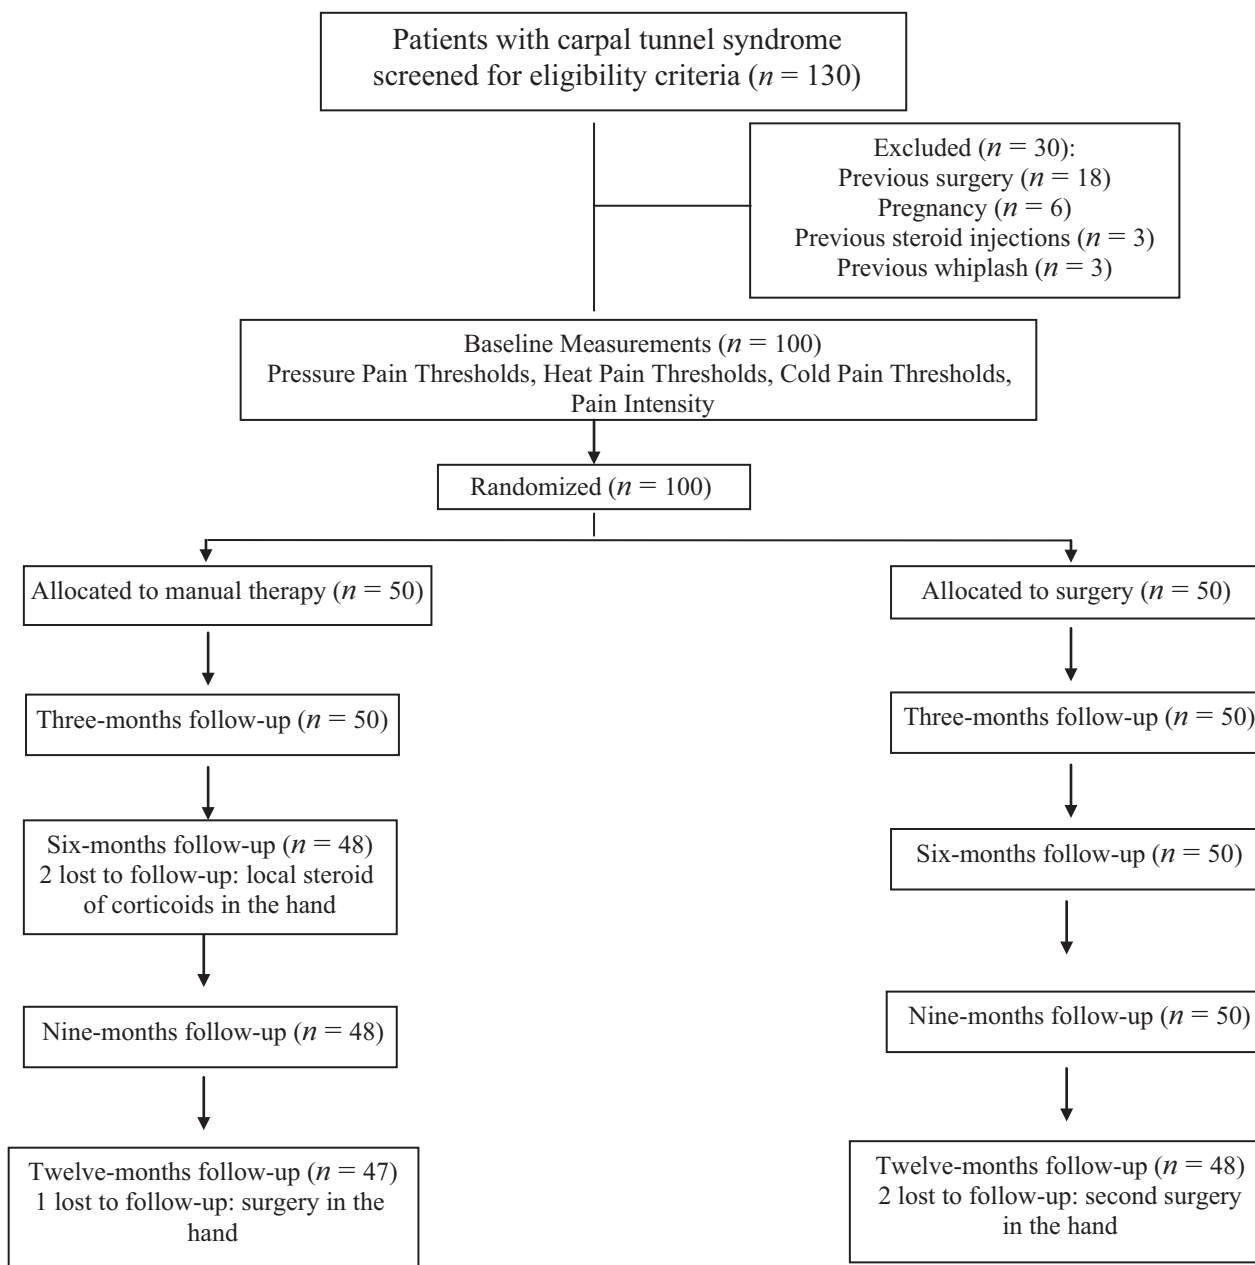 Patients with carpal tunnel syndrome
screened for eligibility criteria (n = 130)
Excluded (n = 30):
Previous surgery (n = 18)
Pregnancy (n = 6)
Previous steroid injections (n = 3)
Previous whiplash (n = 3)
Baseline Measurements (n = 100)
Pressure Pain Thresholds, Heat Pain Thresholds, Cold Pain Thresholds,
Pain Intensity
Randomized (n = 100)
Allocated to manual therapy (n = 50)
Three-months follow-up (n = 50)
Six-months follow-up (n = 48)
2 lost to follow-up: local steroid
of corticoids in the hand
Nine-months follow-up (n = 48)
Twelve-months follow-up (n = 47)
1 lost to follow-up: surgery in the
hand
Allocated to surgery (n = 50)
Three-months follow-up (n = 50)
Six-months follow-up (n = 50)
Nine-months follow-up (n = 50)
Twelve-months follow-up (n = 48)
2 lost to follow-up: second surgery
in the hand